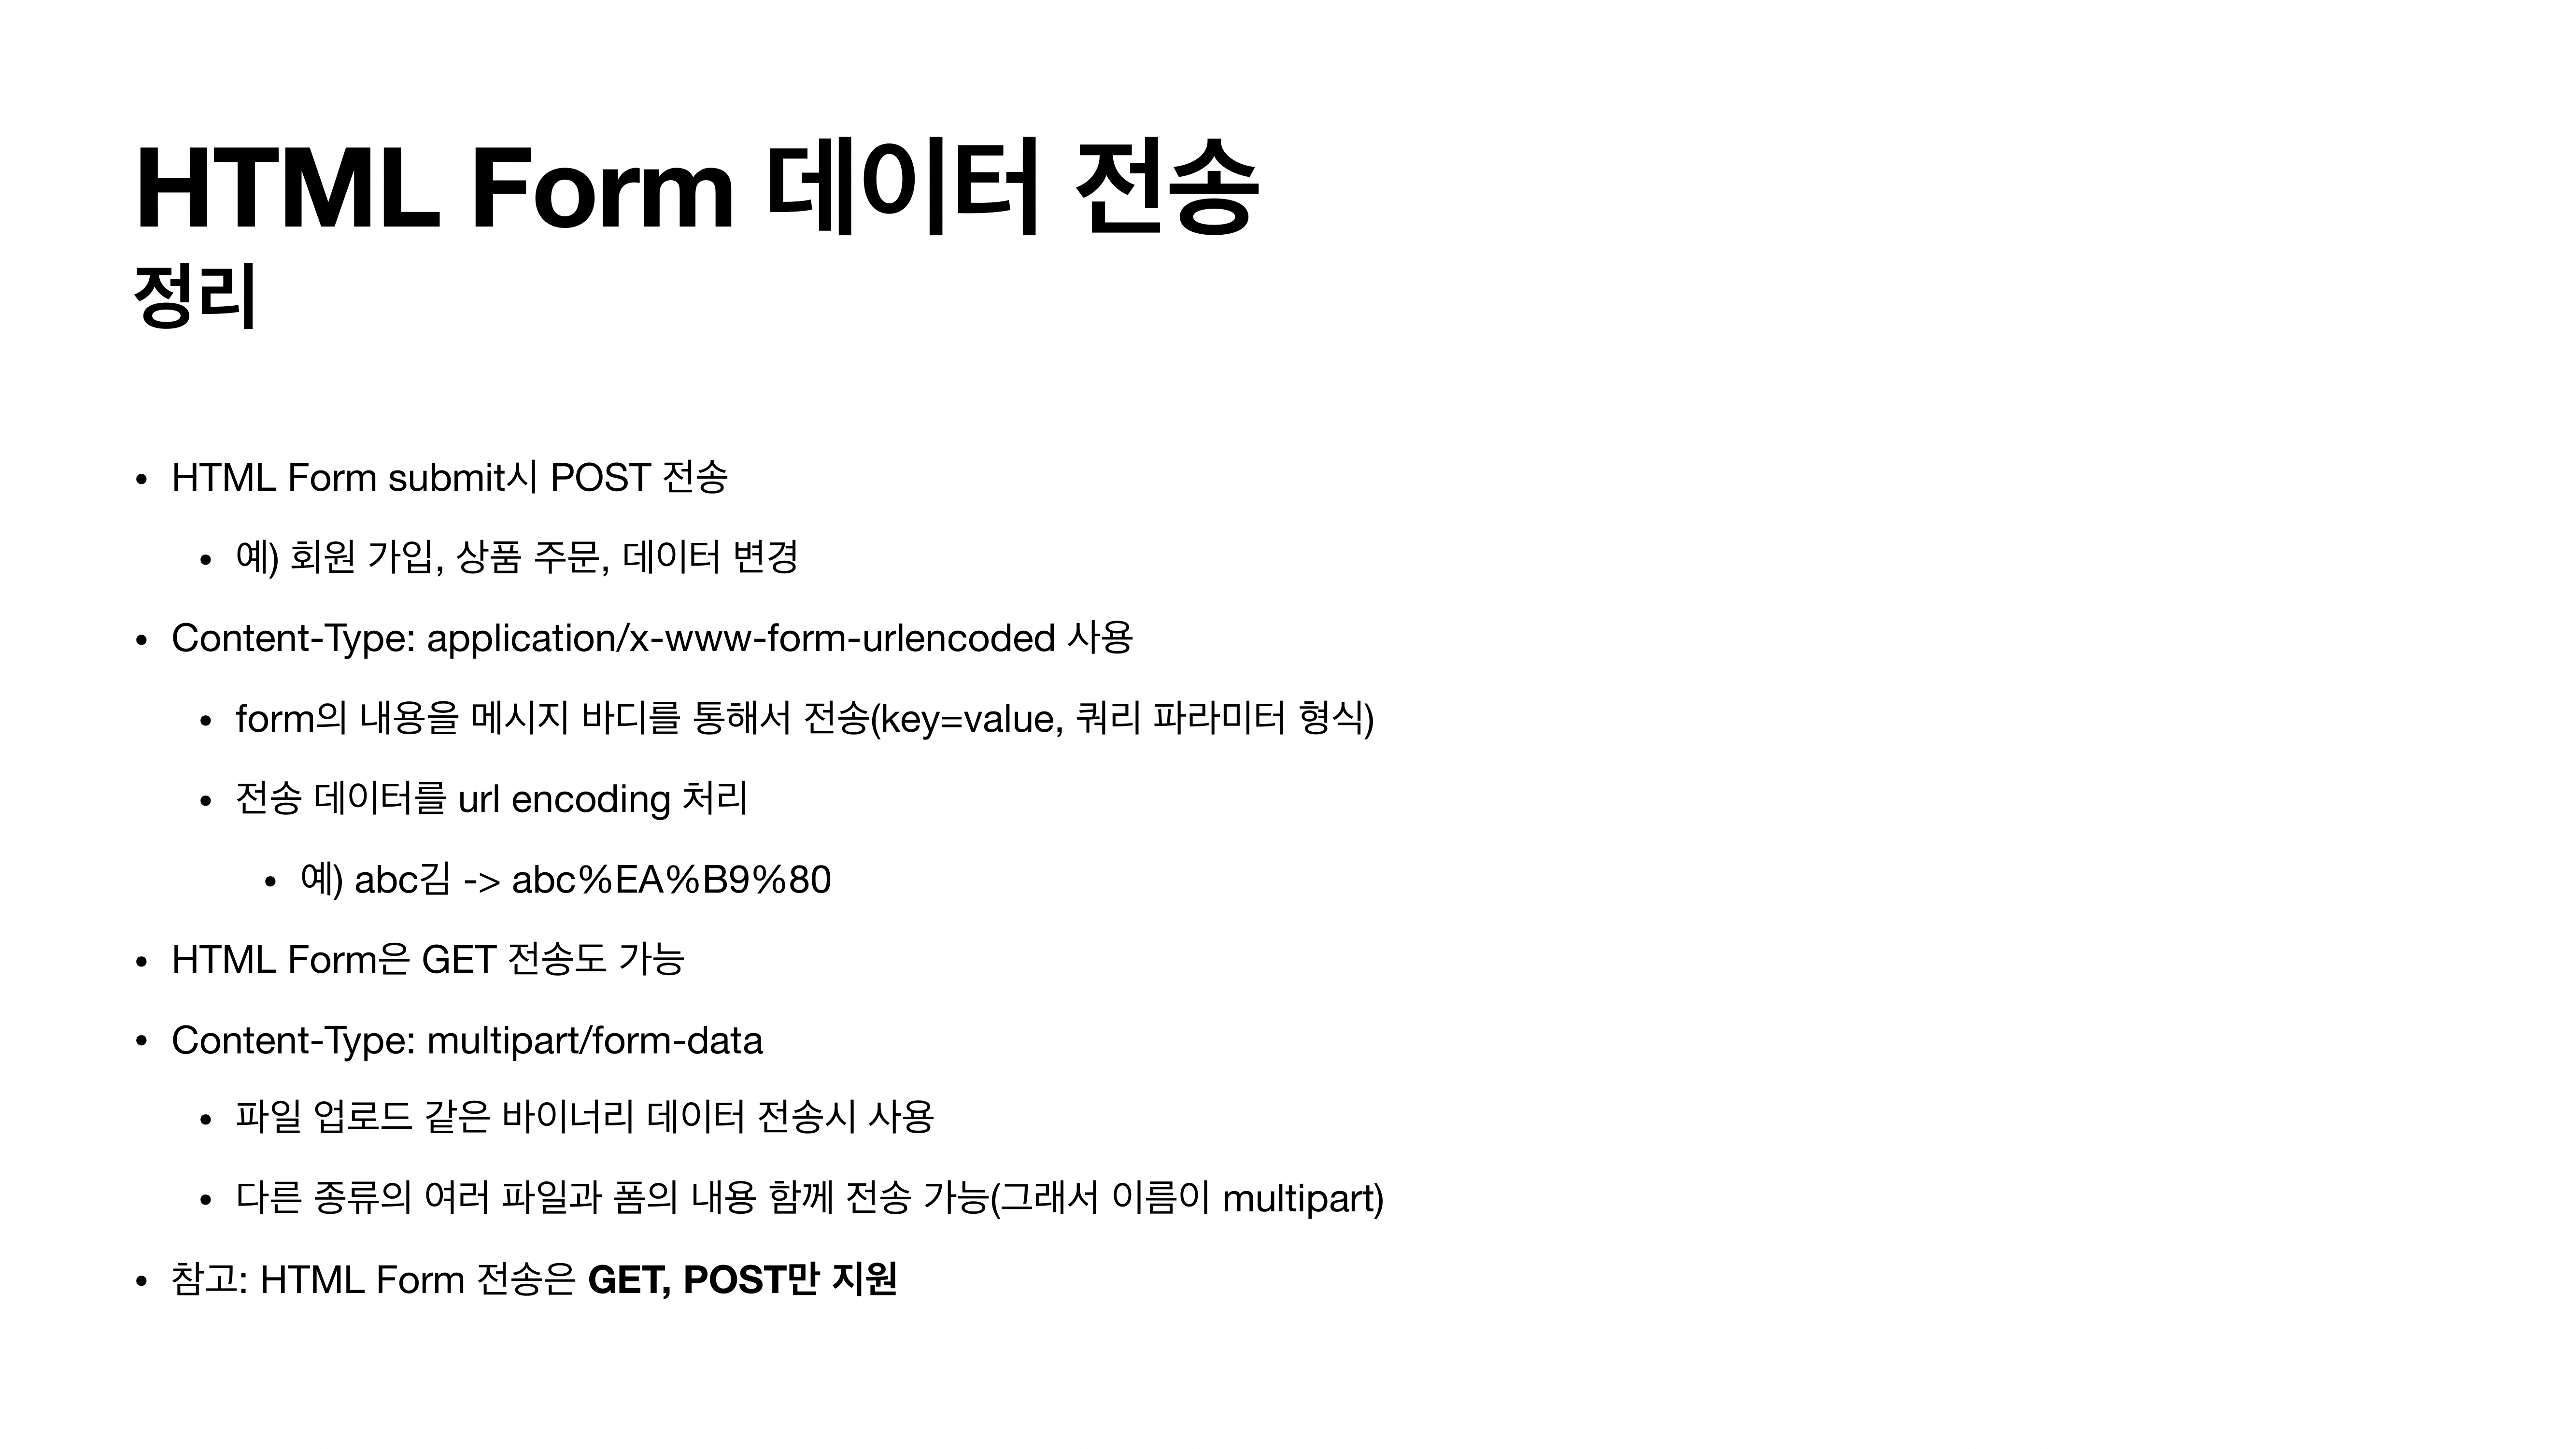 HTML Form 데이터 전송
정리
• HTML Form submit시 POST 전송
• 예) 회원 가입, 상품 주문, 데이터 변경
• Content-Type: application/x-www-form-urlencoded 사용
• form의 내용을 메시지 바디를 통해서 전송(key=value, 쿼리 파라미터 형식)
• 전송 데이터를 url encoding 처리
• 예) abc김 -> abc%EA%B9%80
• HTML Form은 GET 전송도 가능
• Content-Type: multipart/form-data
• 파일 업로드 같은 바이너리 데이터 전송시 사용
• 다른 종류의 여러 파일과 폼의 내용 함께 전송 가능(그래서 이름이 multipart)
• 참고: HTML Form 전송은 GET, POST만 지원